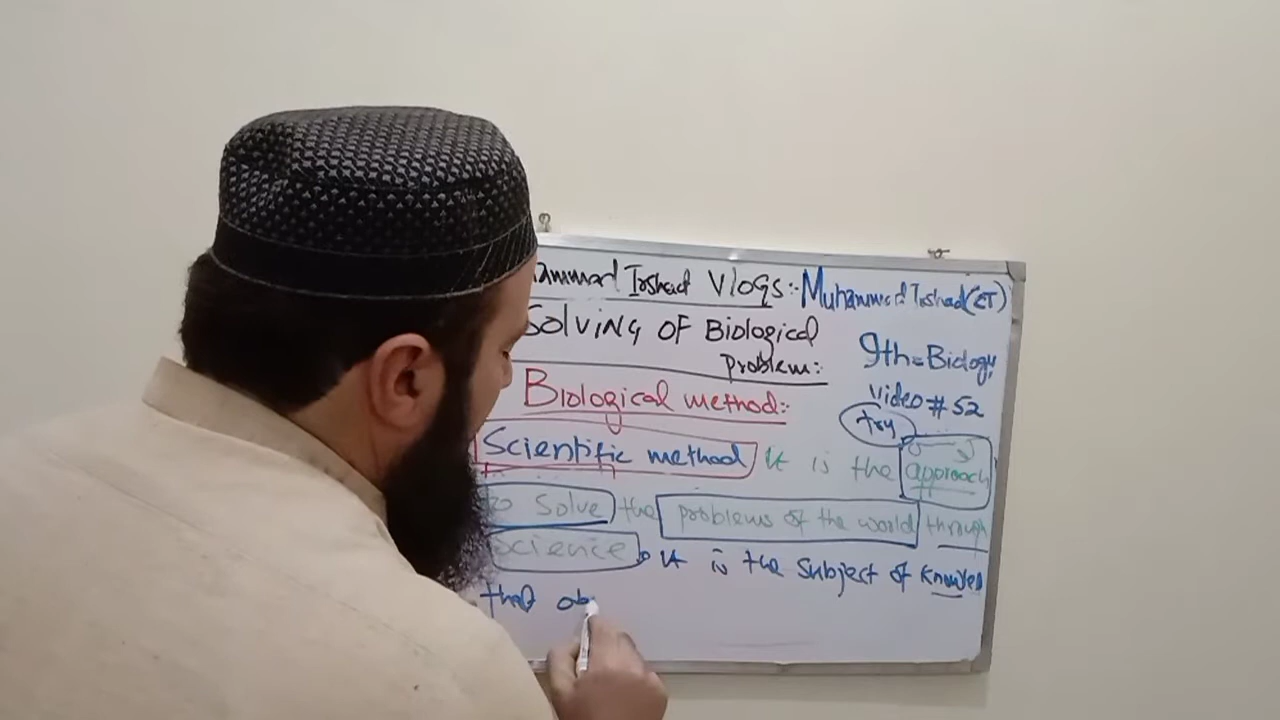 Irshad Vlogs:- Muhammad Irshad (ET)
Solving OF Biological
Problem:-
9th=Biology
Video #52
Biological method:-
try
Scientific method It is the approach
to solve the problems of the world through
science. It is the subject of
that ob